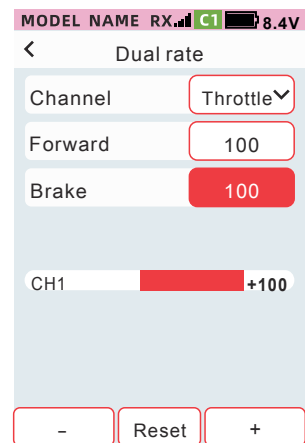 MODEL NAME RX C1 8.4V
Dual rate
Channel Throttle
Forward 100
Brake 100
CH1 +100
- Reset +